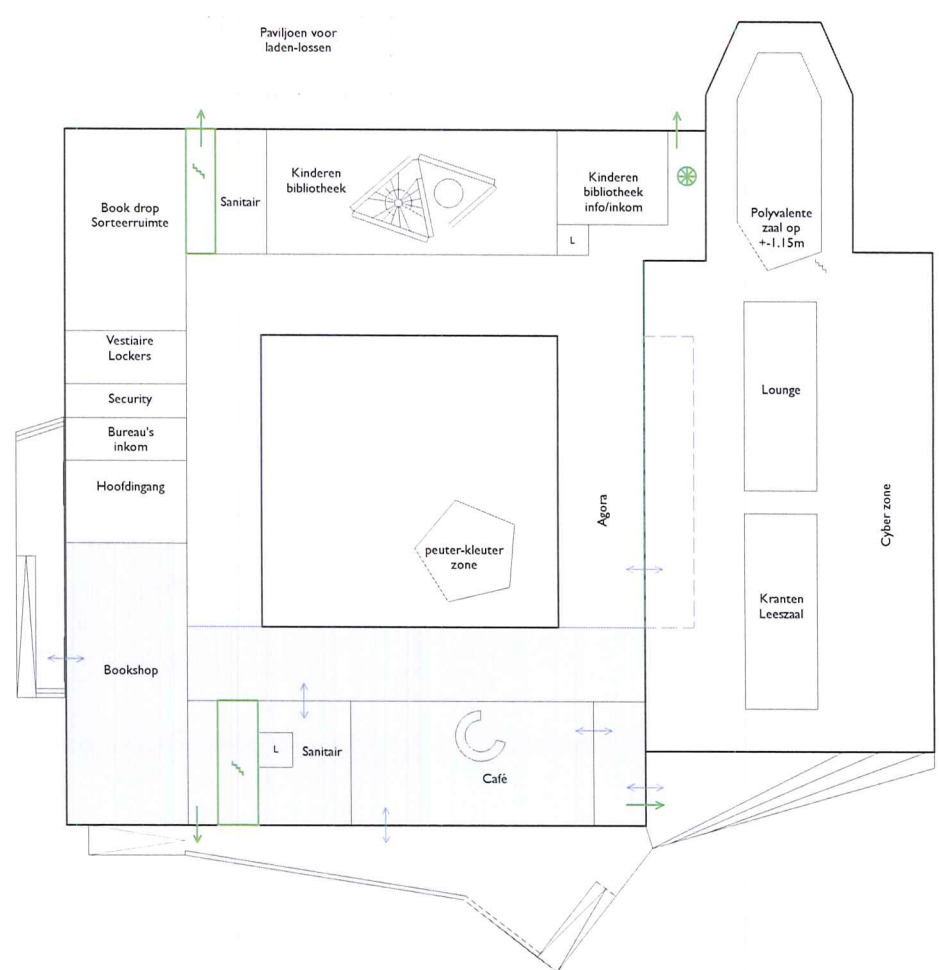 Paviljoen voor
laden-lossen
Book drop
Sorteerruimte
Sanitair
Kinderen
bibliotheek
Kinderen
bibliotheek
info/inkom
L
Polyvalente
zaal op
+-1.15m
Vestiaire
Lockers
Security
Bureau's
inkom
Hoofdingang
Lounge
Agora
Cyber zone
peuter-kleuter
zone
Kranten
Leeszaal
Bookshop
L
Sanitair
Café